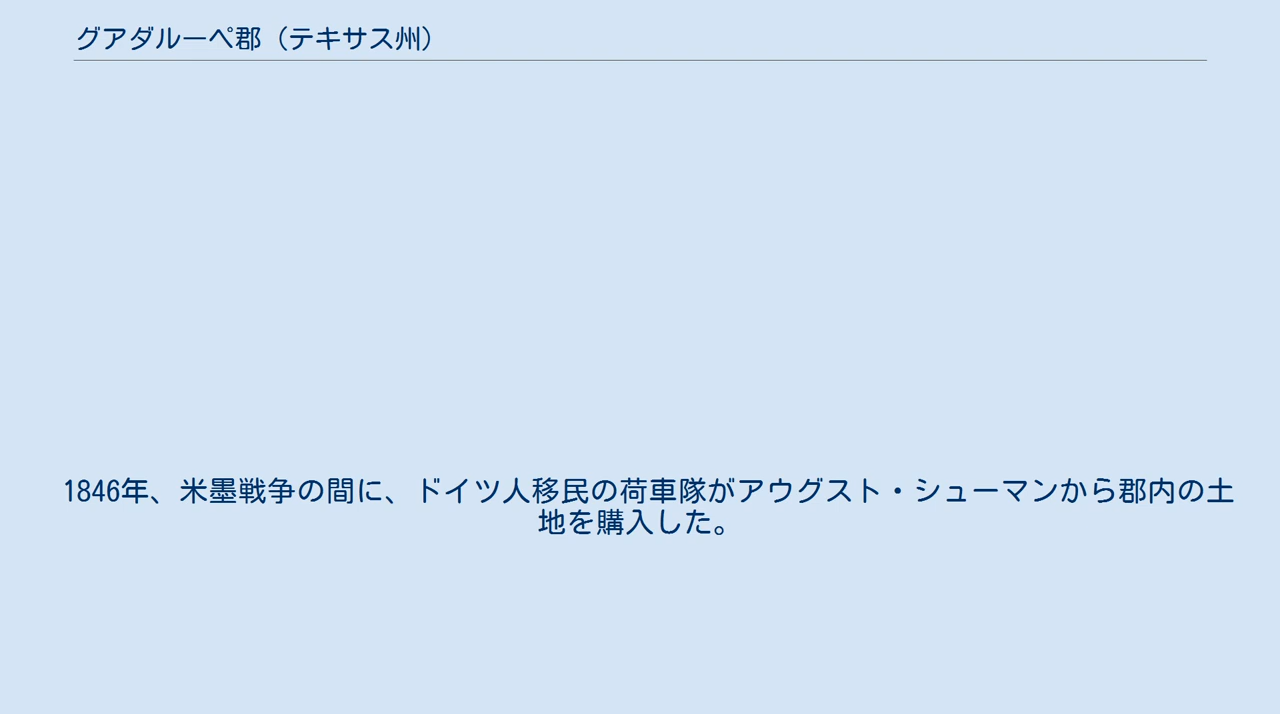 グアダルーペ郡（テキサス州）
1846年、米墨戦争の間に、ドイツ人移民の荷車隊がアウグスト・シューマンから郡内の土
地を購入した。